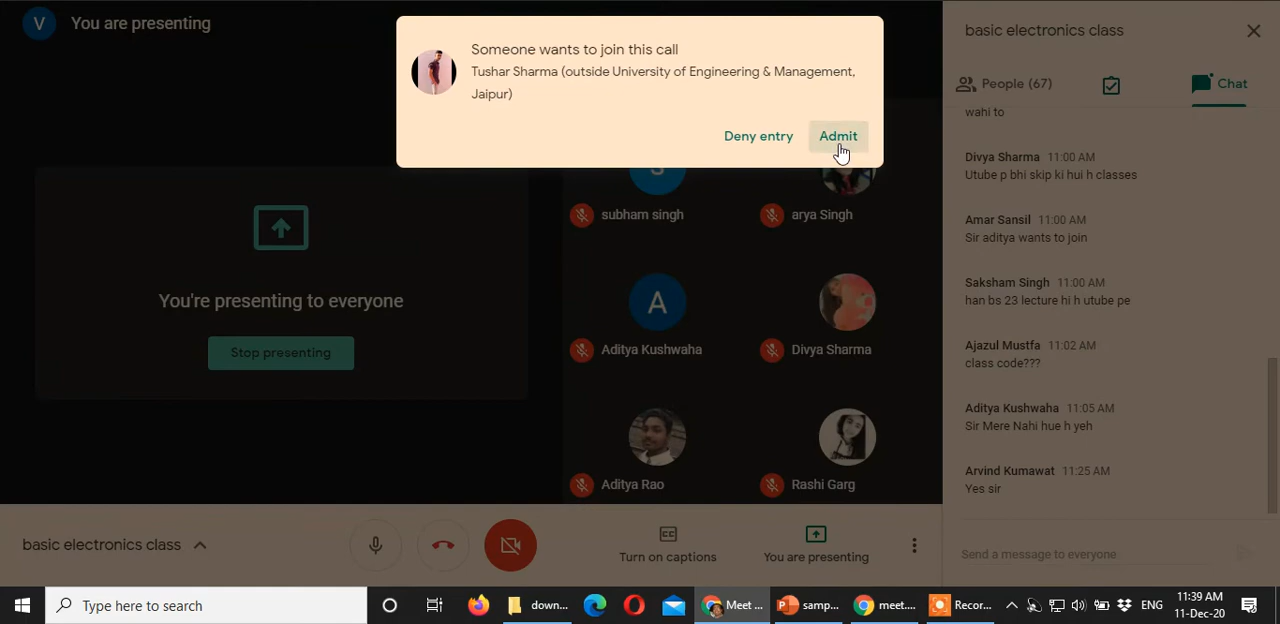 V
You are presenting
Someone wants to join this call
Tushar Sharma (outside University of Engineering & Management,
Jaipur)
Deny entry
Admit
You're presenting to everyone
Stop presenting
S
subham singh
arya Singh
A
Aditya Kushwaha
Divya Sharma
Aditya Rao
Rashi Garg
basic electronics class
People (67)
Chat
wahi to
Divya Sharma 11:00 AM
Utube p bhi skip ki hui h classes
Amar Sansil 11:00 AM
Sir aditya wants to join
Saksham Singh 11:00 AM
han bs 23 lecture hi h utube pe
Ajazul Mustfa 11:02 AM
class code???
Aditya Kushwaha 11:05 AM
Sir Mere Nahi hue h yeh
Arvind Kumawat 11:25 AM
Yes sir
Send a message to everyone
basic electronics class
CC
Turn on captions
You are presenting
Type here to search
down...
Meet ...
samp...
meet....
Recor...
ENG
11:39 AM
11-Dec-20